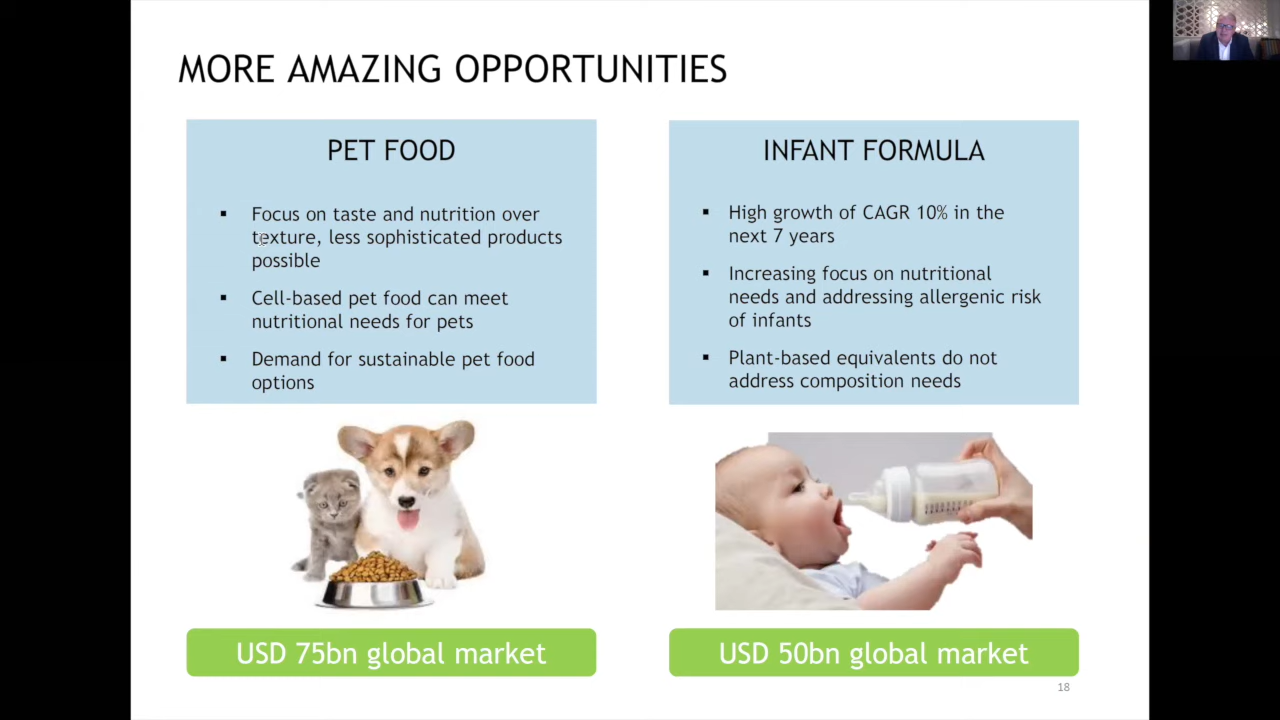 MORE AMAZING OPPORTUNITIES
PET FOOD
▪ Focus on taste and nutrition over
texture, less sophisticated products
possible
▪ Cell-based pet food can meet
nutritional needs for pets
▪ Demand for sustainable pet food
options
USD 75bn global market
INFANT FORMULA
▪ High growth of CAGR 10% in the
next 7 years
▪ Increasing focus on nutritional
needs and addressing allergenic risk
of infants
▪ Plant-based equivalents do not
address composition needs
USD 50bn global market
18